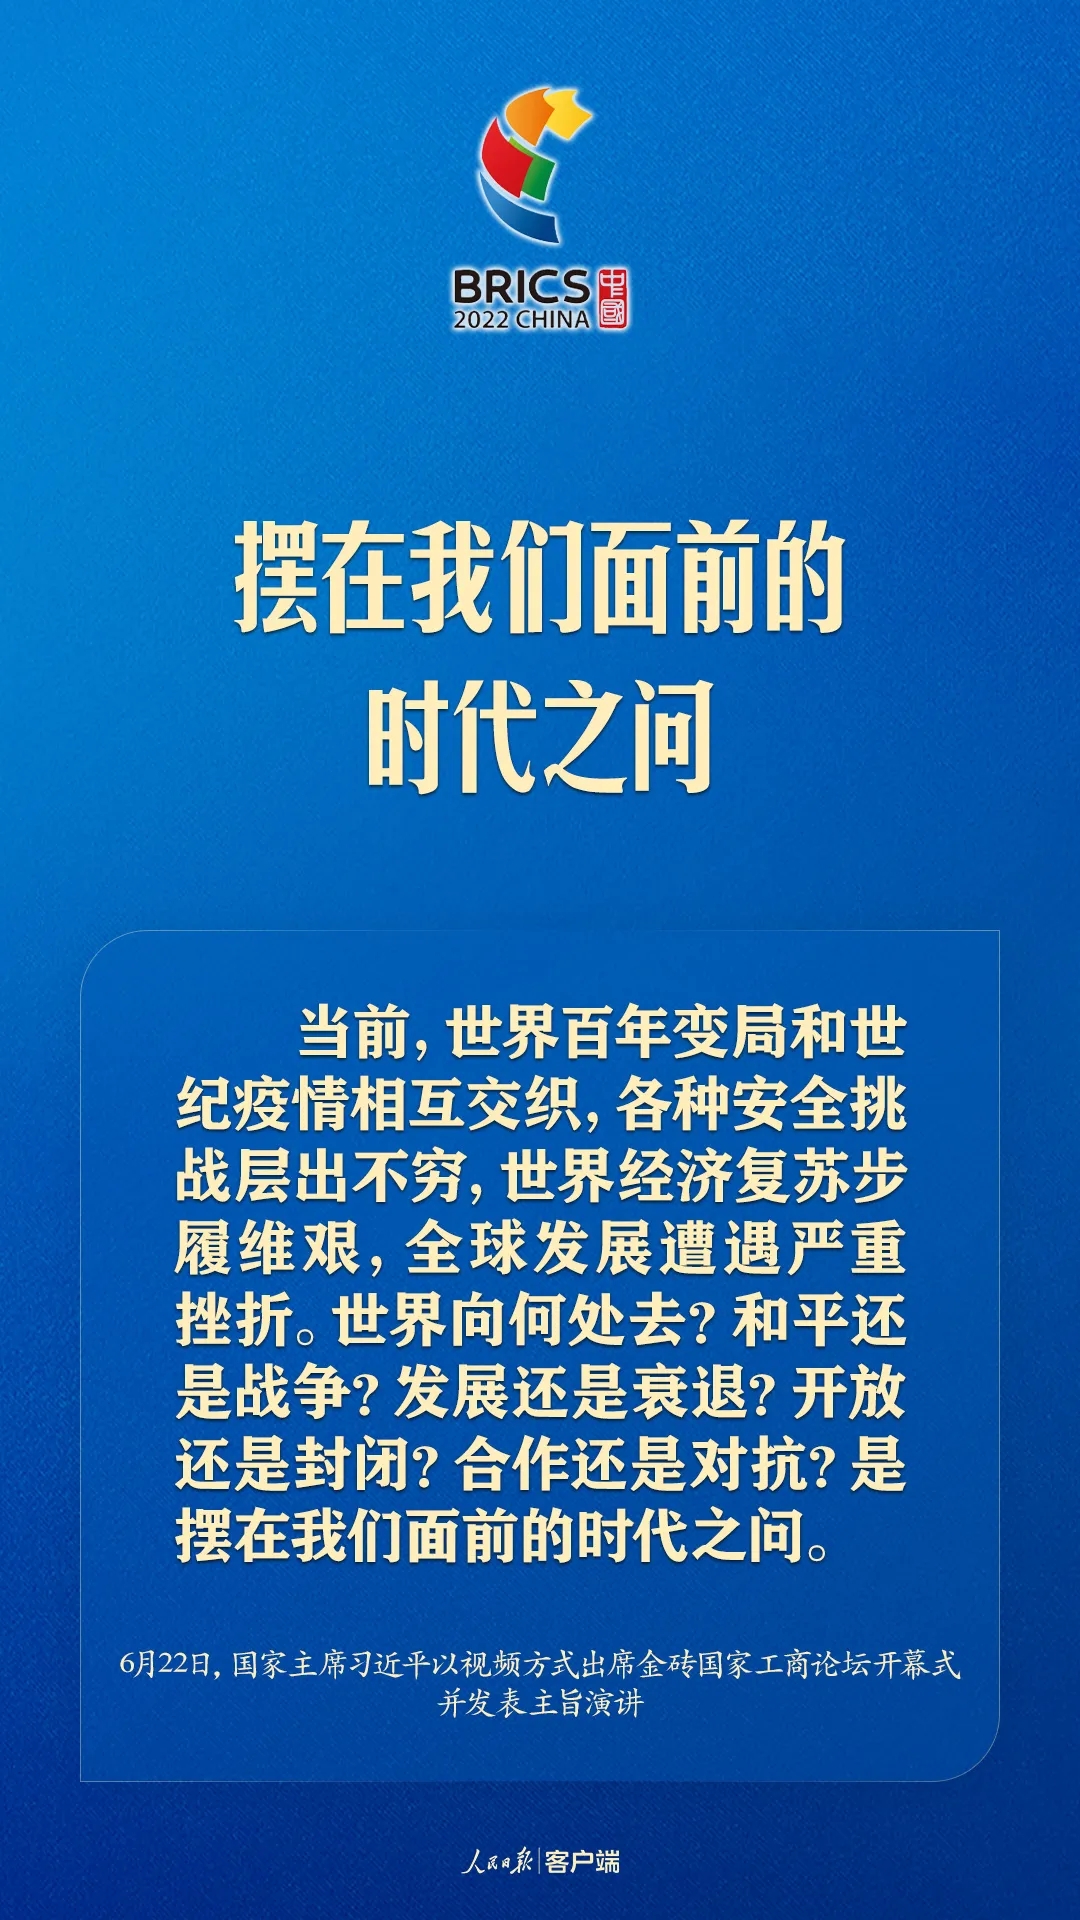 BRICS
2022 CHINA
中國
摆在我们面前的
时代之问
当前，世界百年变局和世
纪疫情相互交织，各种安全挑
战层出不穷，世界经济复苏步
履维艰，全球发展遭遇严重
挫折。世界向何处去？和平还
是战争？发展还是衰退？开放
还是封闭？合作还是对抗？是
摆在我们面前的时代之问。
6月22日，国家主席习近平以视频方式出席金砖国家工商论坛开幕式
并发表主旨演讲
人民日报|客户端